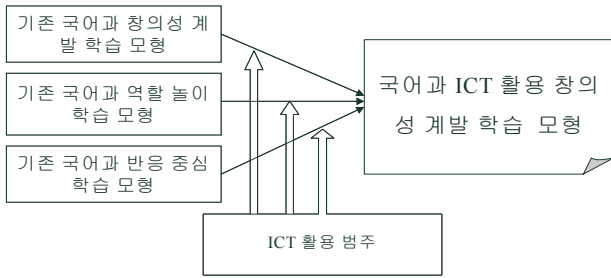 기존 국어과 창의성 계
발 학습 모형
기존 국어과 역할 놀이
학습 모형
기존 국어과 반응 중심
학습 모형
국어과 ICT 활용 창의
성 계발 학습 모형
ICT 활용 범주